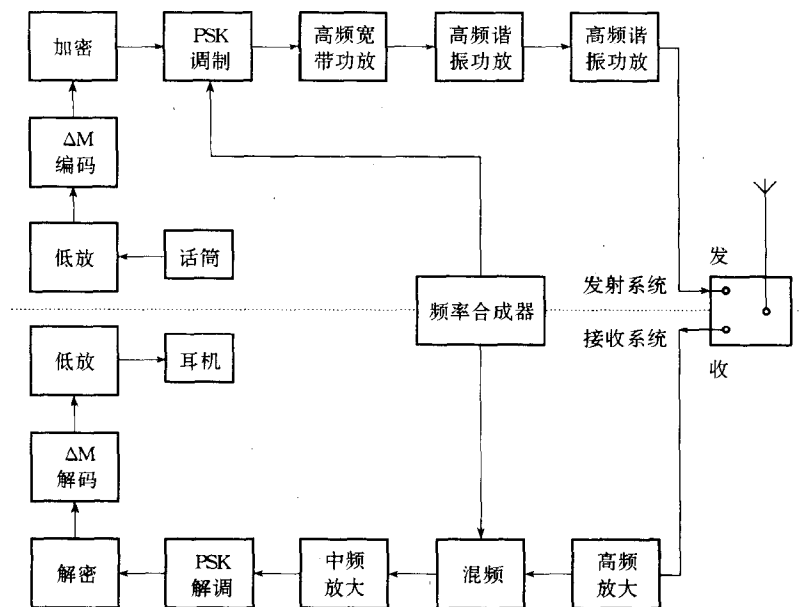 加密
PSK
调制
高频宽
带功放
高频谐
振功放
高频谐
振功放
ΔM
编码
低放
话筒
发
发射系统
频率合成器
接收系统
收
低放
耳机
ΔM
解码
解密
PSK
解调
中频
放大
混频
高频
放大